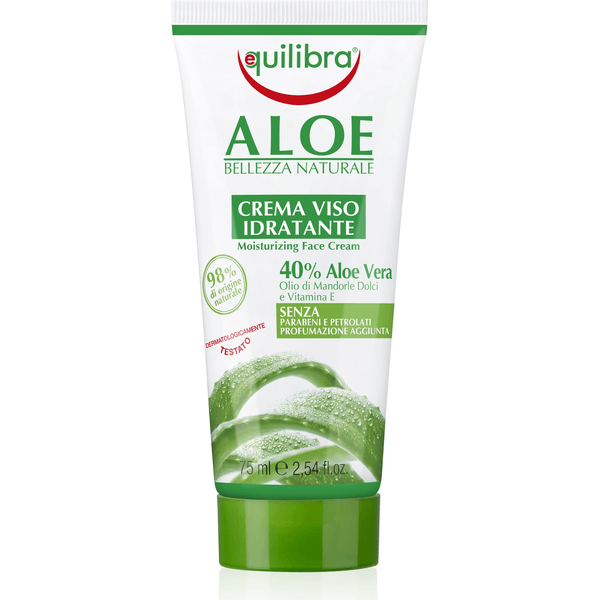 equilibra®
ALOE
BELLEZZA NATURALE
CREMA VISO
IDRATANTE
Moisturizing Face Cream
40% Aloe Vera
Olio di Mandorle Dolci
e Vitamina E
98%
di origine
naturale
SENZA
PARABENI E PETROLATI
PROFUMAZIONE AGGIUNTA
DERMATOLOGICAMENTE
TESTATO
75 ml ℮ 2,54 fl.oz.